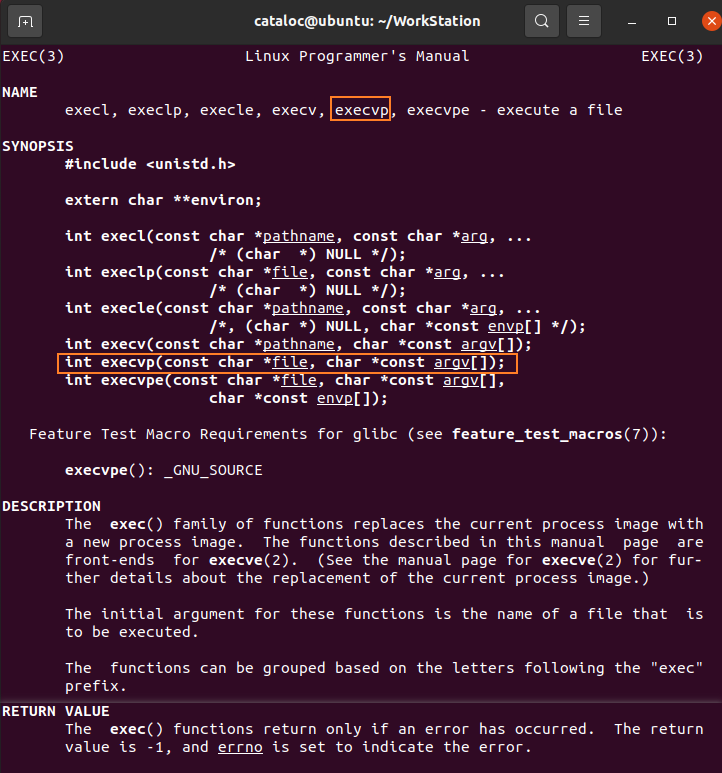 cataloc@ubuntu: ~/WorkStation
EXEC(3) Linux Programmer's Manual EXEC(3)
NAME
execl, execlp, execle, execv, execvp, execvpe - execute a file
SYNOPSIS
#include <unistd.h>
extern char **environ;
int execl(const char *pathname, const char *arg, ...
/* (char  *) NULL */);
int execlp(const char *file, const char *arg, ...
/* (char  *) NULL */);
int execle(const char *pathname, const char *arg, ...
/*, (char *) NULL, char *const envp[] */);
int execv(const char *pathname, char *const argv[]);
int execvp(const char *file, char *const argv[]);
int execvpe(const char *file, char *const argv[],
char *const envp[]);
Feature Test Macro Requirements for glibc (see feature_test_macros(7)):
execvpe(): _GNU_SOURCE
DESCRIPTION
The  exec() family of functions replaces the current process image with
a new process image.  The functions described in this manual  page  are
front-ends  for execve(2).  (See the manual page for execve(2) for fur-
ther details about the replacement of the current process image.)
The initial argument for these functions is the name of a file that  is
to be executed.
The  functions can be grouped based on the letters following the "exec"
prefix.
RETURN VALUE
The  exec() functions return only if an error has occurred.  The return
value is -1, and errno is set to indicate the error.